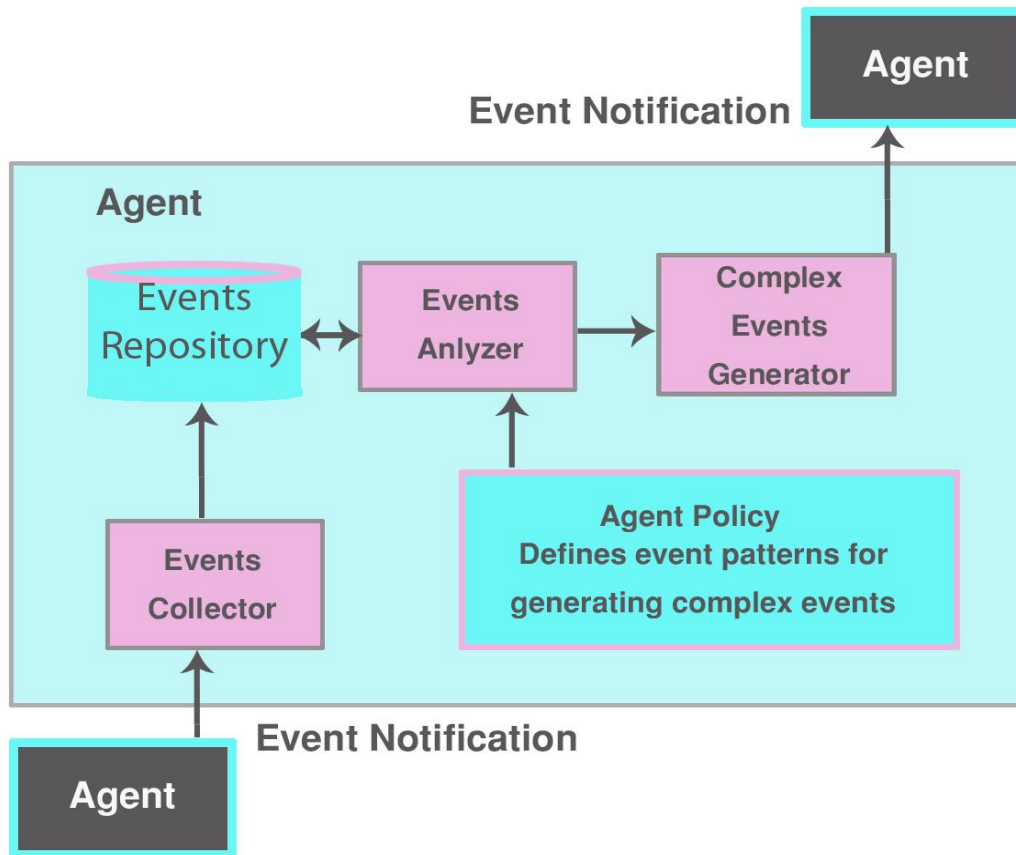 Agent
Event Notification
Agent
Events
Repository
Events
Anlyzer
Complex
Events
Generator
Agent Policy
Defines event patterns for
generating complex events
Events
Collector
Event Notification
Agent